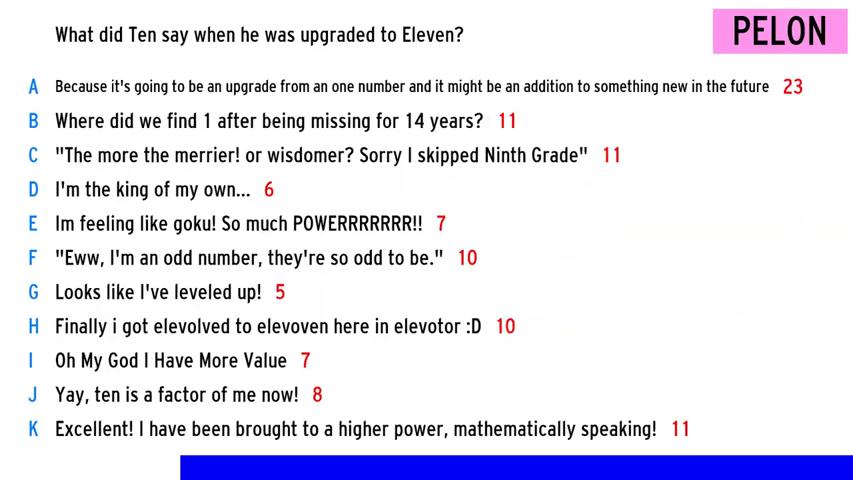 What did Ten say when he was upgraded to Eleven?
PELON
A Because it's going to be an upgrade from an one number and it might be an addition to something new in the future 23
B Where did we find 1 after being missing for 14 years? 11
C "The more the merrier! or wisdomer? Sorry I skipped Ninth Grade" 11
D I'm the king of my own... 6
E Im feeling like goku! So much POWERRRRRRR!! 7
F "Eww, I'm an odd number, they're so odd to be." 10
G Looks like I've leveled up! 5
H Finally i got elevolved to elevoven here in elevotor :D 10
I Oh My God I Have More Value 7
J Yay, ten is a factor of me now! 8
K Excellent! I have been brought to a higher power, mathematically speaking! 11